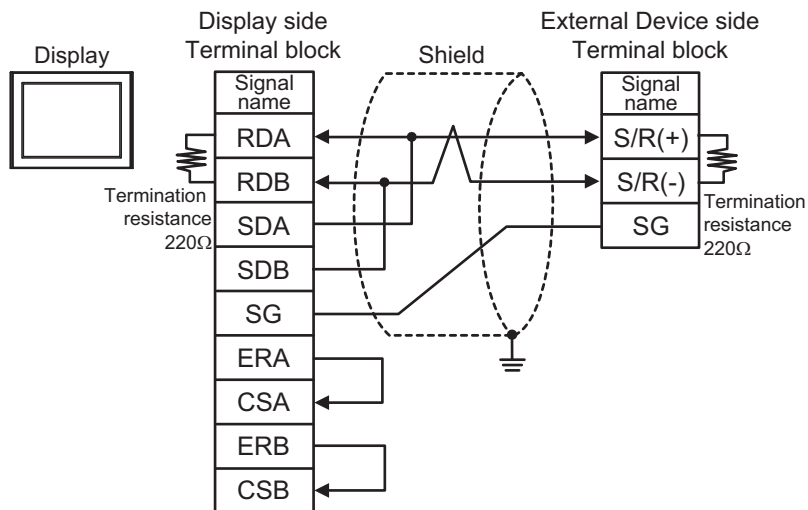 Display
Display side
Terminal block
Shield
External Device side
Terminal block
Signal
name
RDA
RDB
SDA
SDB
SG
ERA
CSA
ERB
CSB
Termination
resistance
220Ω
Signal
name
S/R(+)
S/R(-)
SG
Termination
resistance
220Ω